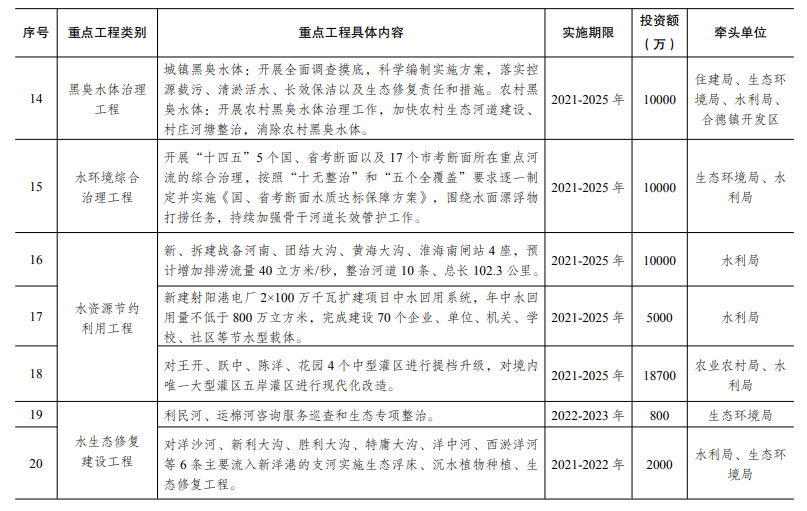 序号 重点工程类别 重点工程具体内容 实施期限 投资额（万） 牵头单位
14 黑臭水体治理工程 城镇黑臭水体：开展全面调查摸底，科学编制实施方案，落实控
源截污、清淤活水、长效保洁以及生态修复责任和措施。农村黑
臭水体：开展农村黑臭水体治理工作，加快农村生态河道建设、
村庄河塘整治，消除农村黑臭水体。
2021-2025 年 10000 住建局、生态环
境局、水利局、
合德镇开发区
15 水环境综合治理工程 开展“十四五”5 个国、省考断面以及 17 个市考断面所在重点河
流的综合治理，按照“十无整治”和“五个全覆盖”要求逐一制
定并实施《国、省考断面水质达标保障方案》，围绕水面漂浮物
打捞任务，持续加强骨干河道长效管护工作。
2021-2025 年 10000 生态环境局、水
利局
水资源节约
利用工程
16 新、拆建战备河南、团结大沟、黄海大沟、淮海南闸站 4 座，预
计增加排涝流量 40 立方米/秒，整治河道 10 条、总长 102.3 公里。
2021-2025 年 10000 水利局
17 新建射阳港电厂 2×100 万千瓦扩建项目中水回用系统，年中水回
用量不低于 800 万立方米，完成建设 70 个企业、单位、机关、学
校、社区等节水型载体。
2021-2025 年 5000 水利局
18 对王开、跃中、陈洋、花园 4 个中型灌区进行提档升级，对境内
唯一大型灌区五岸灌区进行现代化改造。
2021-2025 年 18700 农业农村局、水
利局
水生态修复
建设工程
19 利民河、运棉河咨询服务巡查和生态专项整治。 2022-2023 年 800 生态环境局
20 对洋沙河、新利大沟、胜利大沟、特庸大沟、洋中河、西淤洋河
等 6 条主要流入新洋港的支河实施生态浮床、沉水植物种植、生
态修复工程。
2021-2022 年 2000 水利局、生态环
境局